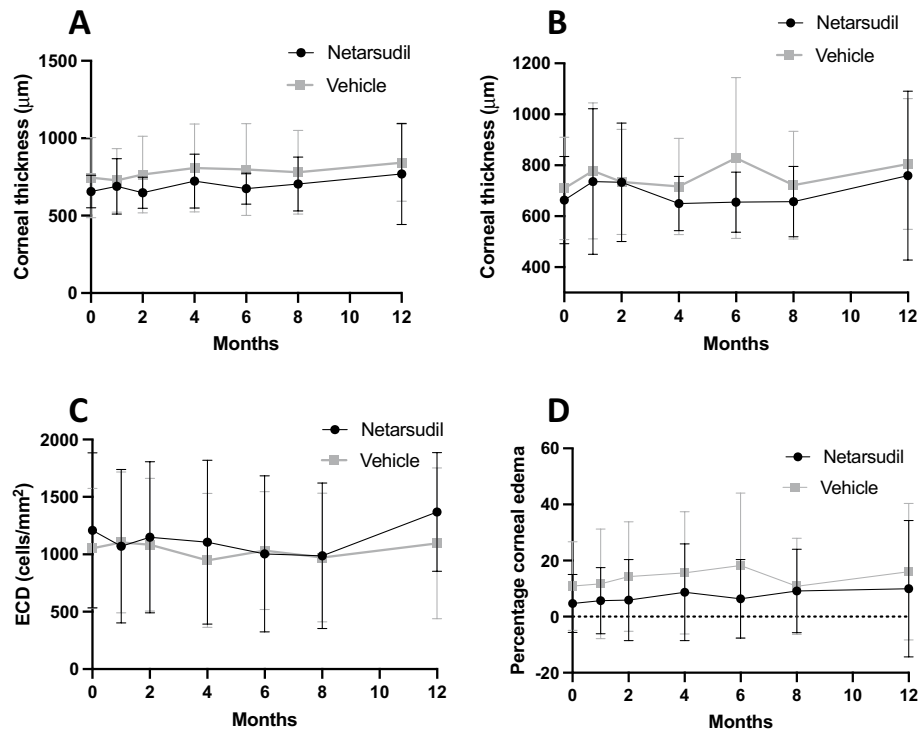 A
Netarsudil
Vehicle
Corneal thickness (μm)
1500
1000
500
0
0 2 4 6 8 10 12
Months
B
Netarsudil
Vehicle
Corneal thickness (μm)
1200
1000
800
600
400
0 2 4 6 8 10 12
Months
C
Netarsudil
Vehicle
ECD (cells/mm²)
2000
1500
1000
500
0
0 2 4 6 8 10 12
Months
D
Netarsudil
Vehicle
Percentage corneal edema
60
40
20
0
-20
0 2 4 6 8 10 12
Months